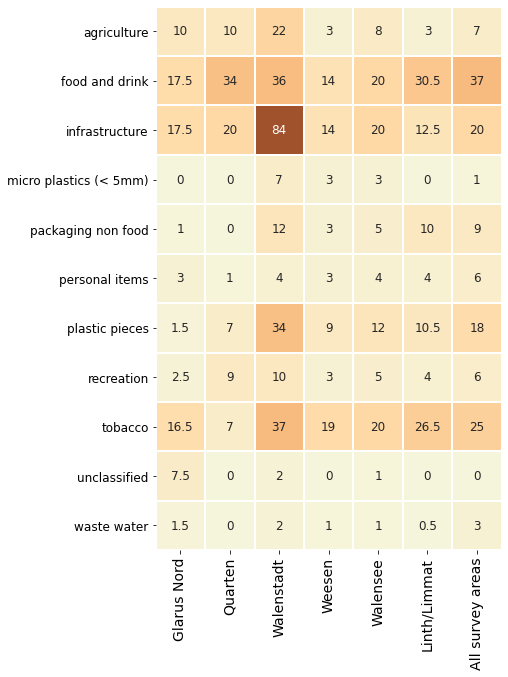 agriculture 10 10 22 3 8 3 7
food and drink 17.5 34 36 14 20 30.5 37
infrastructure 17.5 20 84 14 20 12.5 20
micro plastics (< 5mm) 0 0 7 3 3 0 1
packaging non food 1 0 12 3 5 10 9
personal items 3 1 4 3 4 4 6
plastic pieces 1.5 7 34 9 12 10.5 18
recreation 2.5 9 10 3 5 4 6
tobacco 16.5 7 37 19 20 26.5 25
unclassified 7.5 0 2 0 1 0 0
waste water 1.5 0 2 1 1 0.5 3
Glarus Nord
Quarten
Walenstadt
Weesen
Walensee
Linth/Limmat
All survey areas